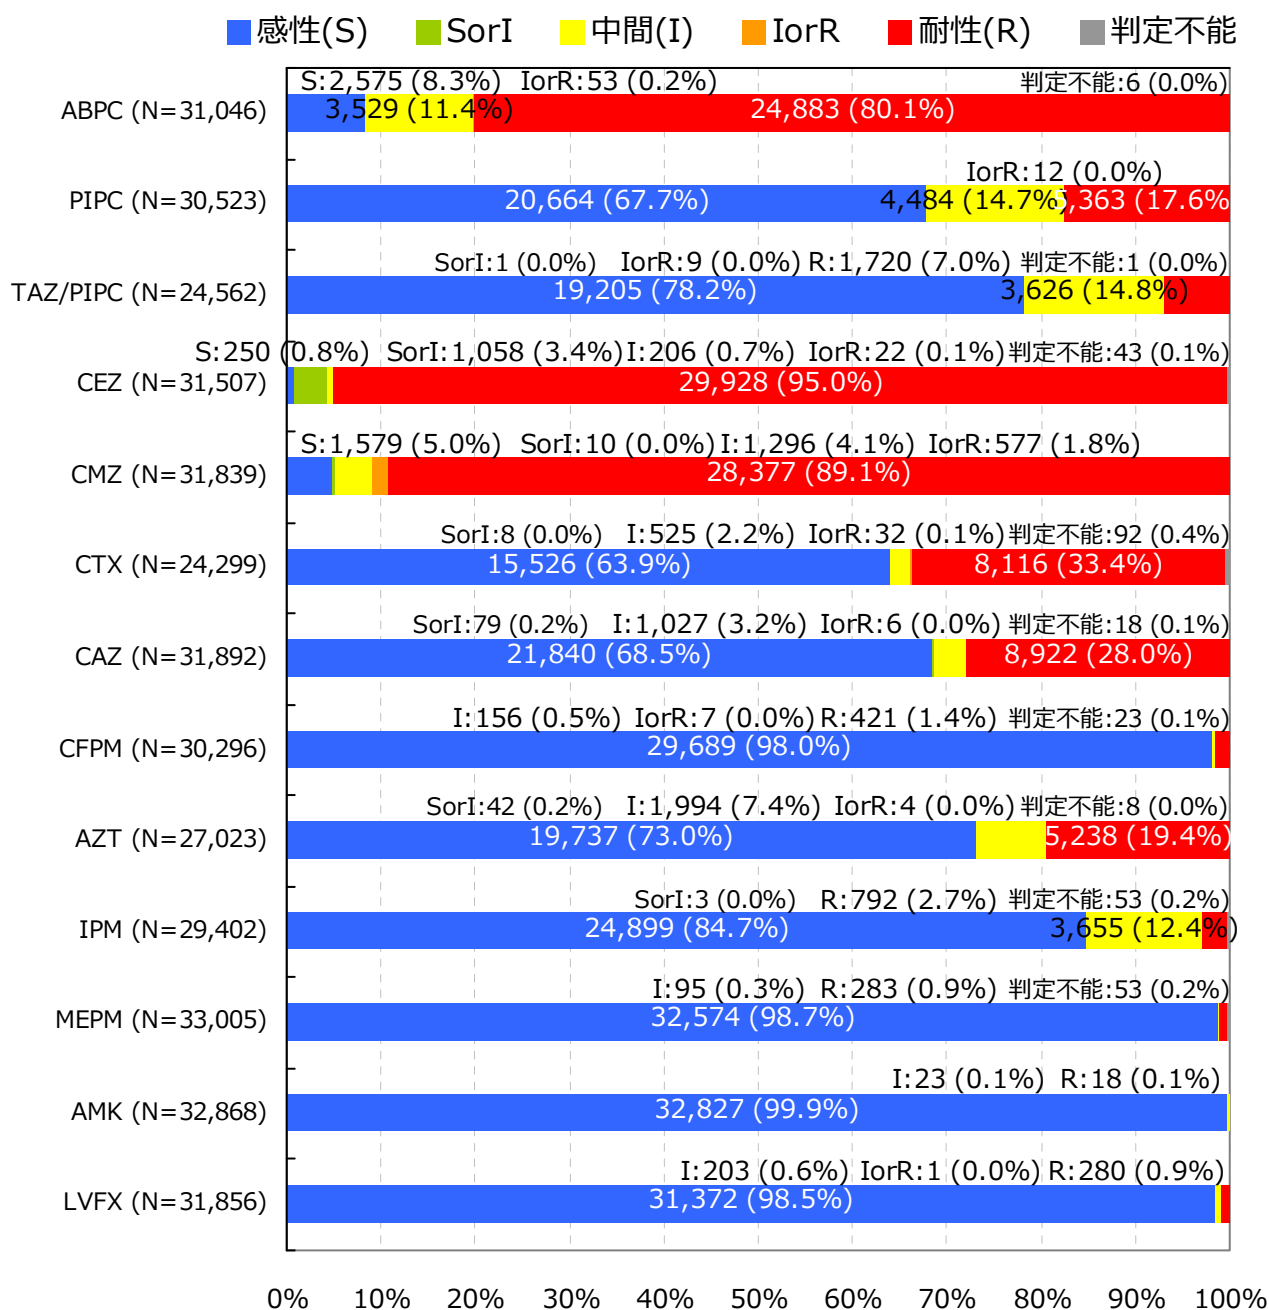 感性(S) SorI 中間(I) IorR 耐性(R) 判定不能
S:2,575 (8.3%) IorR:53 (0.2%) 判定不能:6 (0.0%)
ABPC (N=31,046) 3,529 (11.4%) 24,883 (80.1%)
IorR:12 (0.0%)
PIPC (N=30,523) 20,664 (67.7%) 4,484 (14.7%) 5,363 (17.6%
SorI:1 (0.0%) IorR:9 (0.0%) R:1,720 (7.0%) 判定不能:1 (0.0%)
TAZ/PIPC (N=24,562) 19,205 (78.2%) 3,626 (14.8%)
S:250 (0.8%) SorI:1,058 (3.4%) I:206 (0.7%) IorR:22 (0.1%) 判定不能:43 (0.1%)
CEZ (N=31,507) 29,928 (95.0%)
S:1,579 (5.0%) SorI:10 (0.0%) I:1,296 (4.1%) IorR:577 (1.8%)
CMZ (N=31,839) 28,377 (89.1%)
SorI:8 (0.0%) I:525 (2.2%) IorR:32 (0.1%) 判定不能:92 (0.4%)
CTX (N=24,299) 15,526 (63.9%) 8,116 (33.4%)
SorI:79 (0.2%) I:1,027 (3.2%) IorR:6 (0.0%) 判定不能:18 (0.1%)
CAZ (N=31,892) 21,840 (68.5%) 8,922 (28.0%)
I:156 (0.5%) IorR:7 (0.0%) R:421 (1.4%) 判定不能:23 (0.1%)
CFPM (N=30,296) 29,689 (98.0%)
SorI:42 (0.2%) I:1,994 (7.4%) IorR:4 (0.0%) 判定不能:8 (0.0%)
AZT (N=27,023) 19,737 (73.0%) 5,238 (19.4%)
SorI:3 (0.0%) R:792 (2.7%) 判定不能:53 (0.2%)
IPM (N=29,402) 24,899 (84.7%) 3,655 (12.4%)
I:95 (0.3%) R:283 (0.9%) 判定不能:53 (0.2%)
MEPM (N=33,005) 32,574 (98.7%)
I:23 (0.1%) R:18 (0.1%)
AMK (N=32,868) 32,827 (99.9%)
I:203 (0.6%) IorR:1 (0.0%) R:280 (0.9%)
LVFX (N=31,856) 31,372 (98.5%)
0% 10% 20% 30% 40% 50% 60% 70% 80% 90% 100%